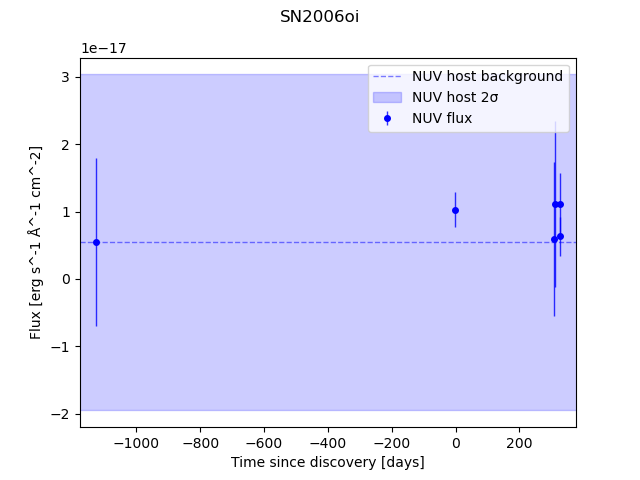 SN2006oi
1e−17
NUV host background
NUV host 2σ
NUV flux
3
2
1
0
−1
−2
Flux [erg s^-1 Å^-1 cm^-2]
−1000 −800 −600 −400 −200 0 200
Time since discovery [days]